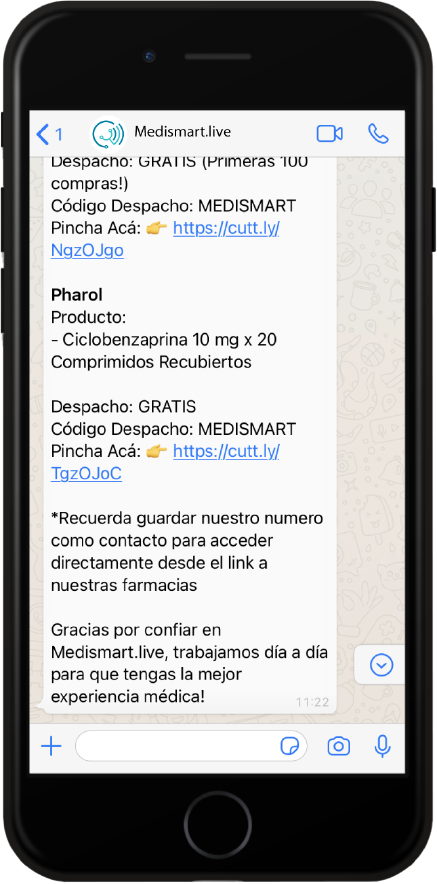 1
Medismart.live
Despacho: GRATIS (Primeras 100
compras!)
Código Despacho: MEDISMART
Pincha Acá: 👉 https://cutt.ly/
NgzOJgo
Pharol
Producto:
- Ciclobenzaprina 10 mg x 20
Comprimidos Recubiertos
Despacho: GRATIS
Código Despacho: MEDISMART
Pincha Acá: 👉 https://cutt.ly/
TgzOJoC
*Recuerda guardar nuestro numero
como contacto para acceder
directamente desde el link a
nuestras farmacias
Gracias por confiar en
Medismart.live, trabajamos día a día
para que tengas la mejor
experiencia médica!
11:22